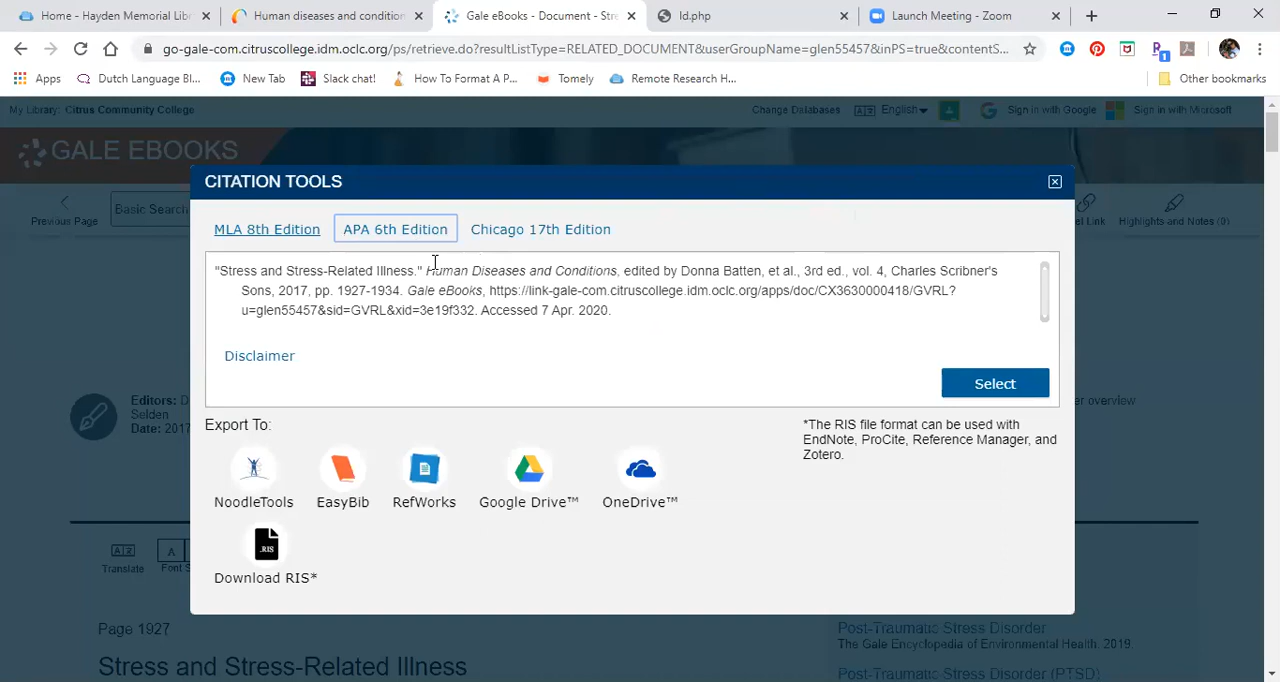 Home - Hayden Memorial Lib
Human diseases and condition
Gale eBooks - Document - Stre
ld.php
Launch Meeting - Zoom
go-gale-com.citruscollege.idm.oclc.org/ps/retrieve.do?resultListType=RELATED_DOCUMENT&userGroupName=glen55457&inPS=true&contentS...
Apps
Dutch Language Bl...
New Tab
Slack chat!
How To Format A P...
Tomely
Remote Research H...
Other bookmarks
My Library: Citrus Community College
Change Databases
English
Sign in with Google
Sign in with Microsoft
GALE EBOOKS
Previous Page
Basic Search
Link
Highlights and Notes (0)
CITATION TOOLS
MLA 8th Edition
APA 6th Edition
Chicago 17th Edition
"Stress and Stress-Related Illness." Human Diseases and Conditions, edited by Donna Batten, et al., 3rd ed., vol. 4, Charles Scribner's
Sons, 2017, pp. 1927-1934. Gale eBooks, https://link-gale-com.citruscollege.idm.oclc.org/apps/doc/CX3630000418/GVRL?
u=glen55457&sid=GVRL&xid=3e19f332. Accessed 7 Apr. 2020.
Disclaimer
Select
Editors: D
Selden
Date: 2017
overview
Export To:
*The RIS file format can be used with
EndNote, ProCite, Reference Manager, and
Zotero.
NoodleTools
EasyBib
RefWorks
Google Drive™
OneDrive™
Download RIS*
Translate
Font S
Page 1927
Stress and Stress-Related Illness
Post-Traumatic Stress Disorder
The Gale Encyclopedia of Environmental Health. 2019.
Post-Traumatic Stress Disorder (PTSD)